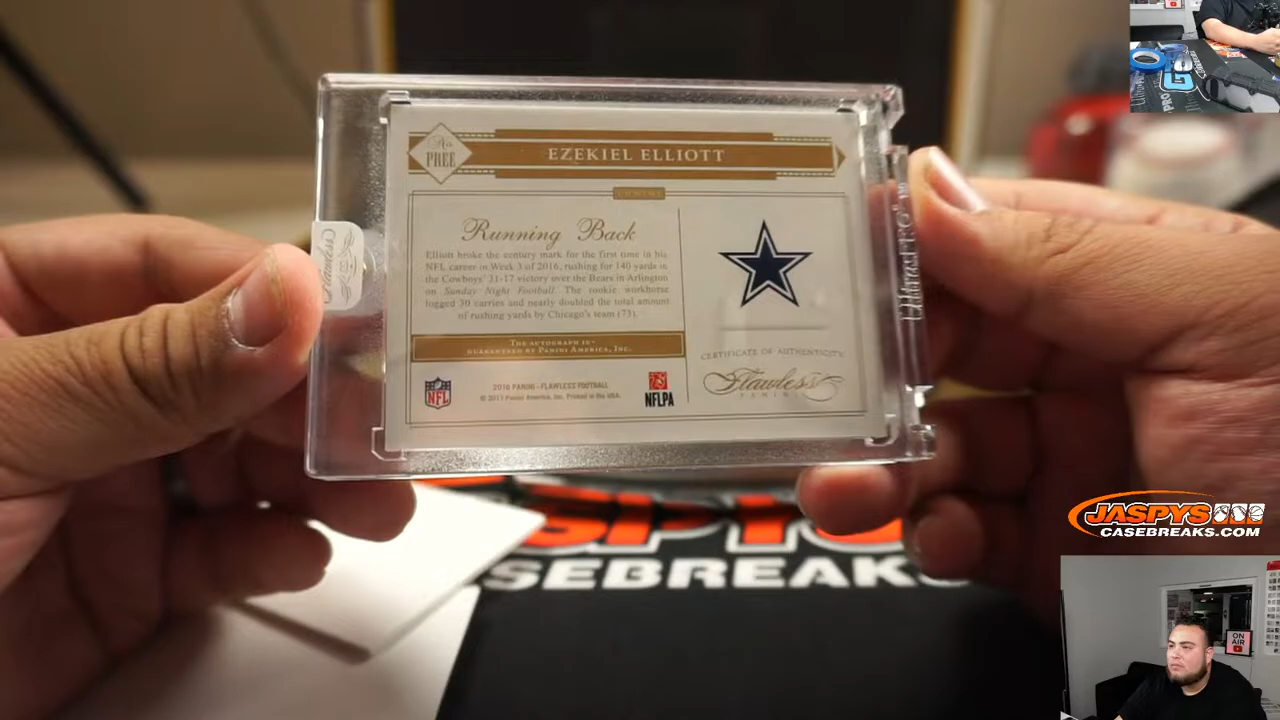 EZEKIEL ELLIOTT
PREE
PANINI
Running Back
Elliott broke the century mark for the first time in his
NFL career in Week 3 of 2016, rushing for 140 yards in
the Cowboys' 31-17 victory over the Bears in Arlington
on Sunday Night Football. The rookie workhorse
logged 30 carries and nearly doubled the total amount
of rushing yards by Chicago's team (73).
THE AUTOGRAPH IS
GUARANTEED BY PANINI AMERICA, INC.
NFL
2016 PANINI - FLAWLESS FOOTBALL
© 2017 Panini America, Inc. Printed in the USA.
NFLPA
CERTIFICATE OF AUTHENTICITY
Flawless
PANINI
Flawless
SEBREAKS
JASPYS
CASEBREAKS.COM
ON
AIR